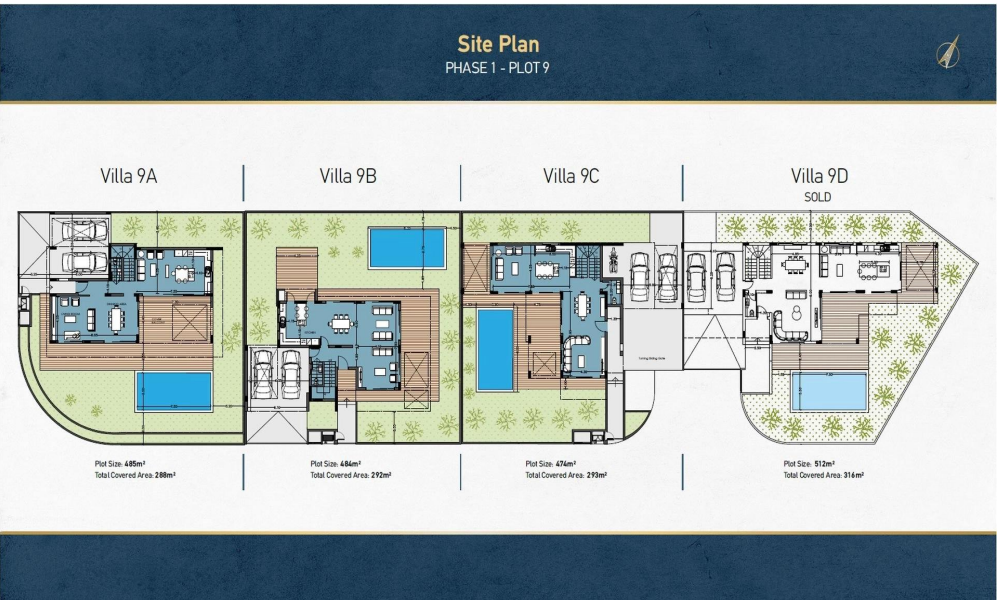 Site Plan
PHASE 1 - PLOT 9
Villa 9A
Villa 9B
Villa 9C
Villa 9D
SOLD
Plot Size: 485m²
Total Covered Area: 288m²
Plot Size: 484m²
Total Covered Area: 292m²
Plot Size: 474m²
Total Covered Area: 293m²
Plot Size: 512m²
Total Covered Area: 316m²